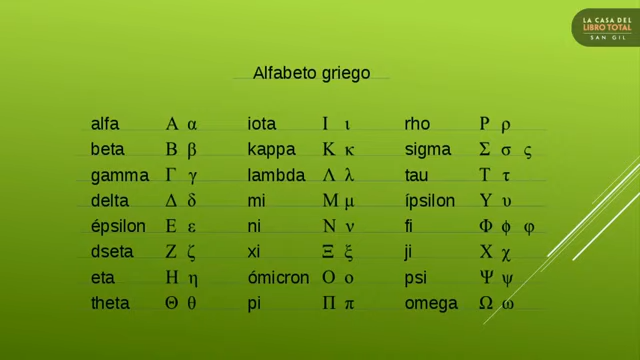 LA CASA DEL
LIBRO TOTAL
SAN GIL
Alfabeto griego
alfa Α α iota Ι ι rho Ρ ρ
beta Β β kappa Κ κ sigma Σ σ ς
gamma Γ γ lambda Λ λ tau Τ τ
delta Δ δ mi Μ μ ípsilon Υ υ
épsilon Ε ε ni Ν ν fi Φ ϕ φ
dseta Ζ ζ xi Ξ ξ ji Χ χ
eta Η η ómicron Ο ο psi Ψ ψ
theta Θ θ pi Π π omega Ω ω